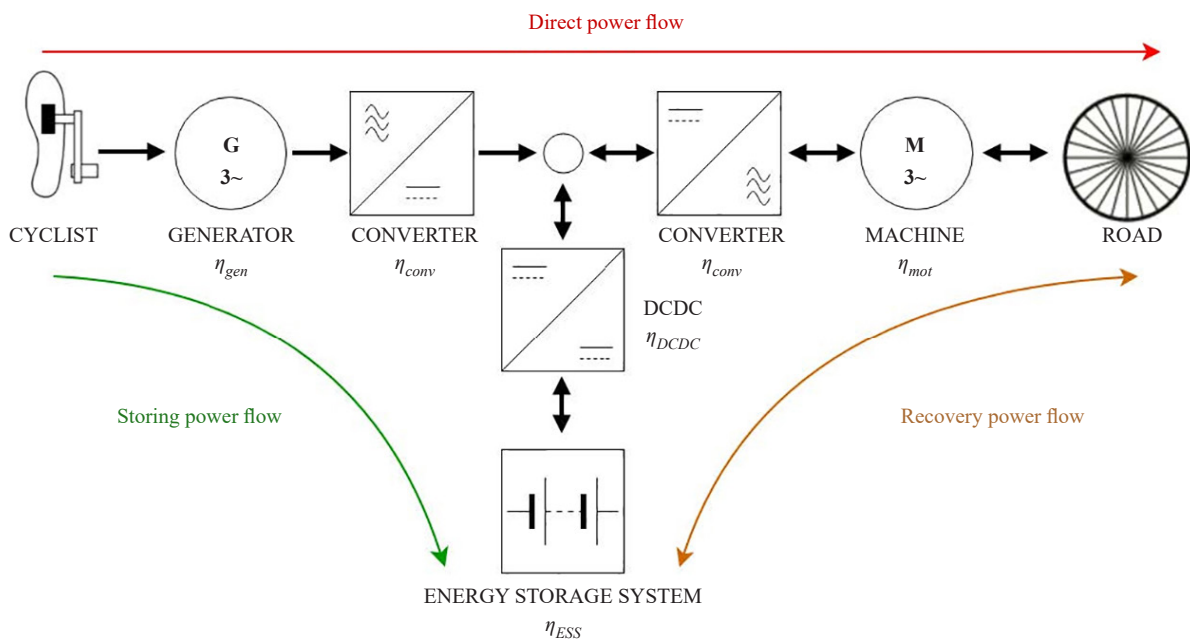 Direct power flow
G
3~
M
3~
CYCLIST
GENERATOR
η_gen
CONVERTER
η_conv
CONVERTER
η_conv
MACHINE
η_mot
ROAD
DCDC
η_DCDC
Storing power flow
Recovery power flow
ENERGY STORAGE SYSTEM
η_ESS